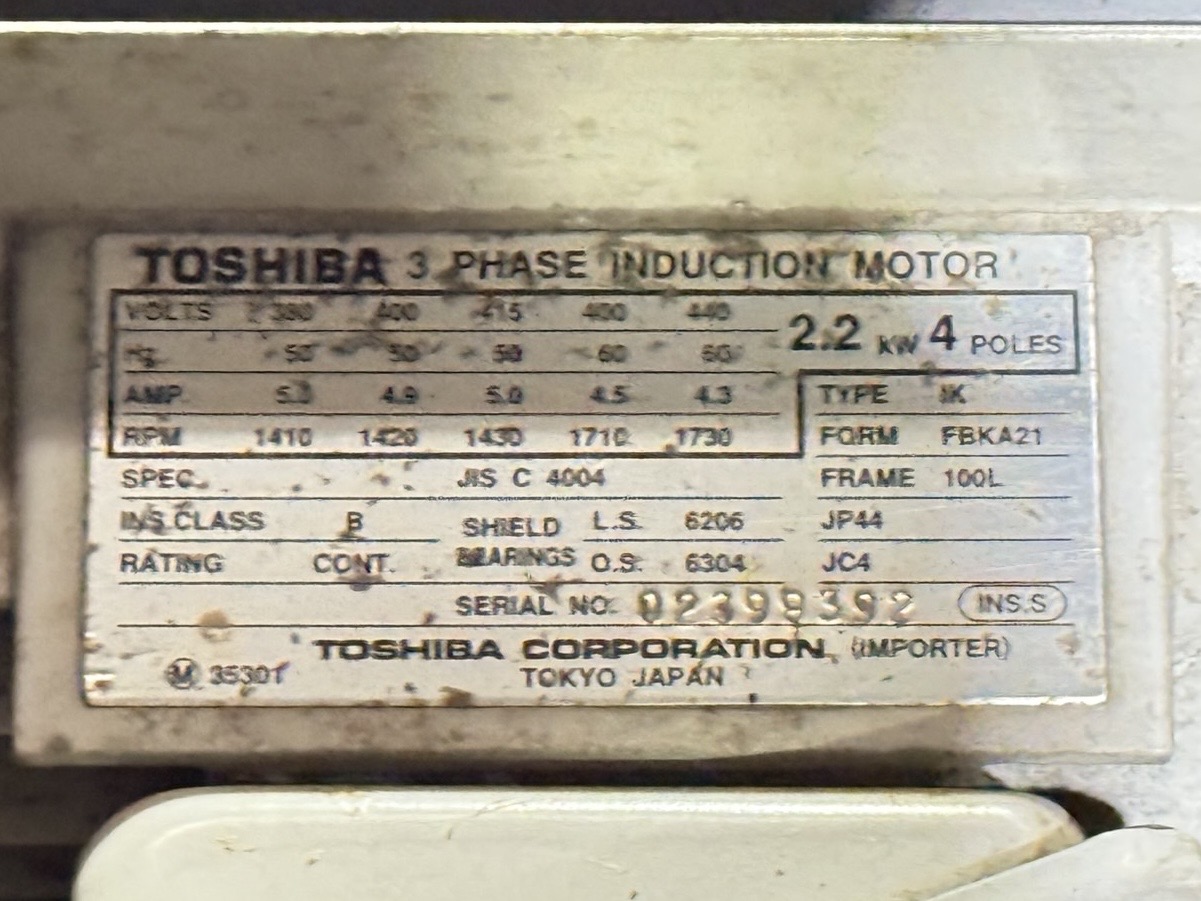 TOSHIBA 3 PHASE INDUCTION MOTOR
VOLTS 380 400 415 400 440
Hz 50 50 50 60 60
2.2 KW 4 POLES
AMP. 4.9 5.0 4.5 4.3
RPM 1410 1420 1430 1710 1730
TYPE IK
FORM FBKA21
SPEC. JIS C 4004
FRAME 100L
INS.CLASS B
SHIELD BEARINGS L.S. 6206
JP44
RATING CONT.
O.S. 6304
JC4
SERIAL NO. INS.S
TOSHIBA CORPORATION (IMPORTER)
M 35301 TOKYO JAPAN